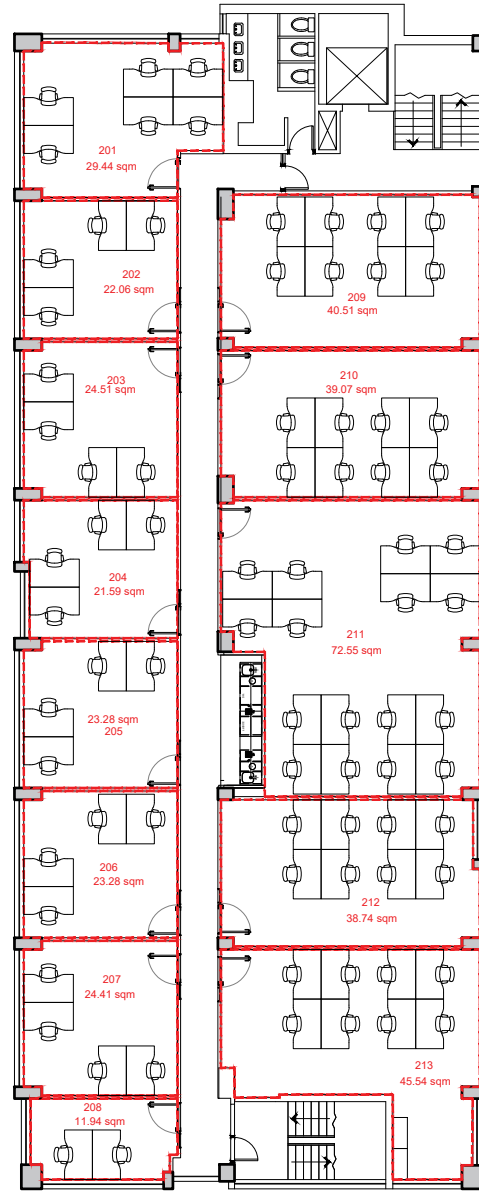 201
29.44 sqm
202
22.06 sqm
203
24.51 sqm
204
21.59 sqm
23.28 sqm
205
206
23.28 sqm
207
24.41 sqm
208
11.94 sqm
209
40.51 sqm
210
39.07 sqm
211
72.55 sqm
212
38.74 sqm
213
45.54 sqm